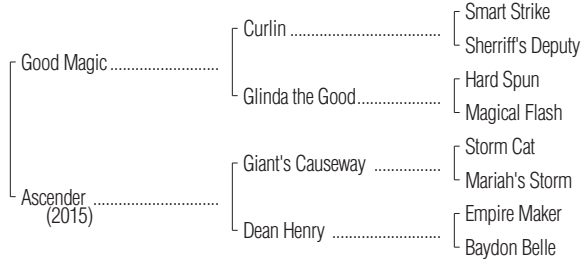 Smart Strike
Curlin
Sherriff's Deputy
Good Magic
Hard Spun
Glinda the Good
Magical Flash
Storm Cat
Giant's Causeway
Mariah's Storm
Ascender
(2015)
Empire Maker
Dean Henry
Baydon Belle